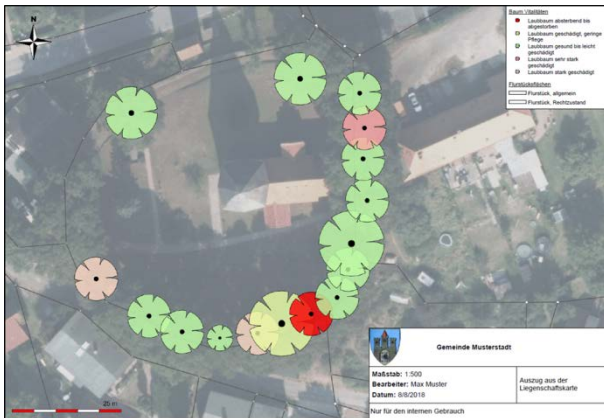 N
Baum Vitalitäten
Laubbaum absterbend bis
abgestorben
Laubbaum geschädigt, geringe
Pflege
Laubbaum gesund bis leicht
geschädigt
Laubbaum sehr stark
geschädigt
Laubbaum stark geschädigt
Flurstücksflächen
Flurstück, allgemein
Flurstück, Rechtzustand
Gemeinde Musterstadt
Maßstab: 1:500
Bearbeiter: Max Muster
Datum: 8/8/2018
Auszug aus der
Liegenschaftskarte
Nur für den internen Gebrauch
25 m